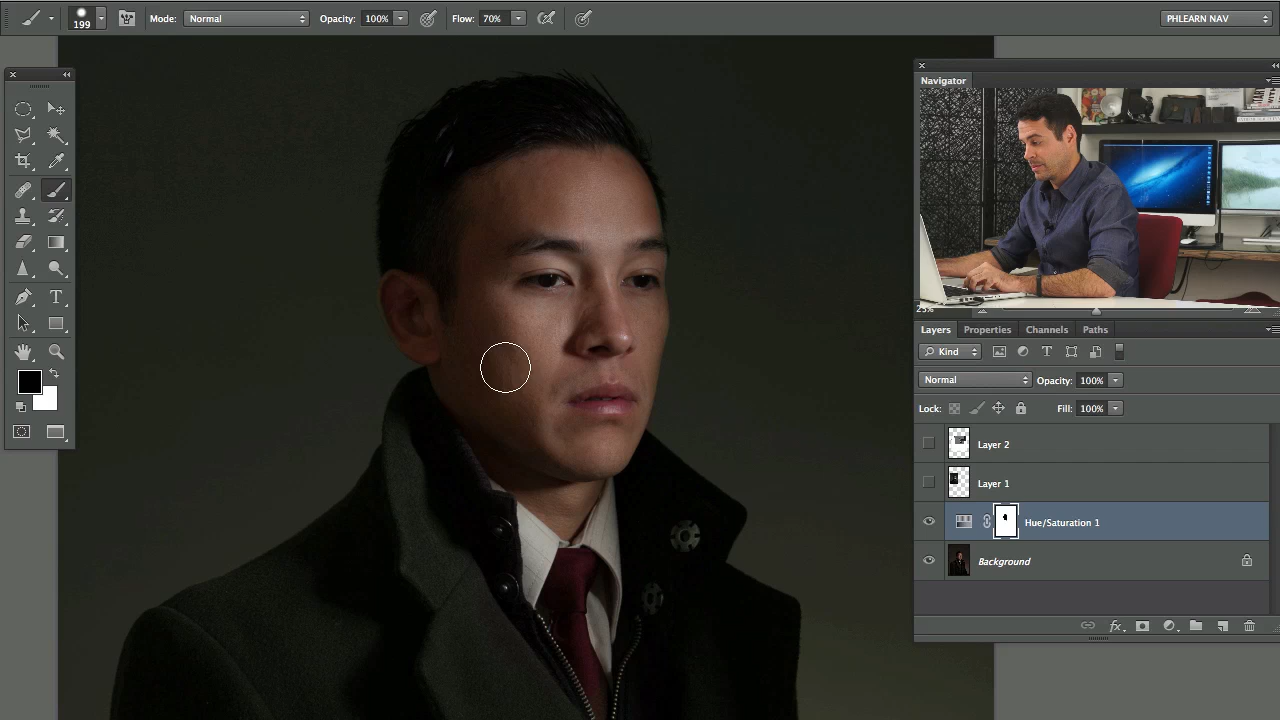 199 Mode: Normal Opacity: 100% Flow: 70% PHLEARN NAV
Navigator
25%
Layers Properties Channels Paths
Kind
Normal Opacity: 100%
Lock: Fill: 100%
Layer 2
Layer 1
Hue/Saturation 1
Background